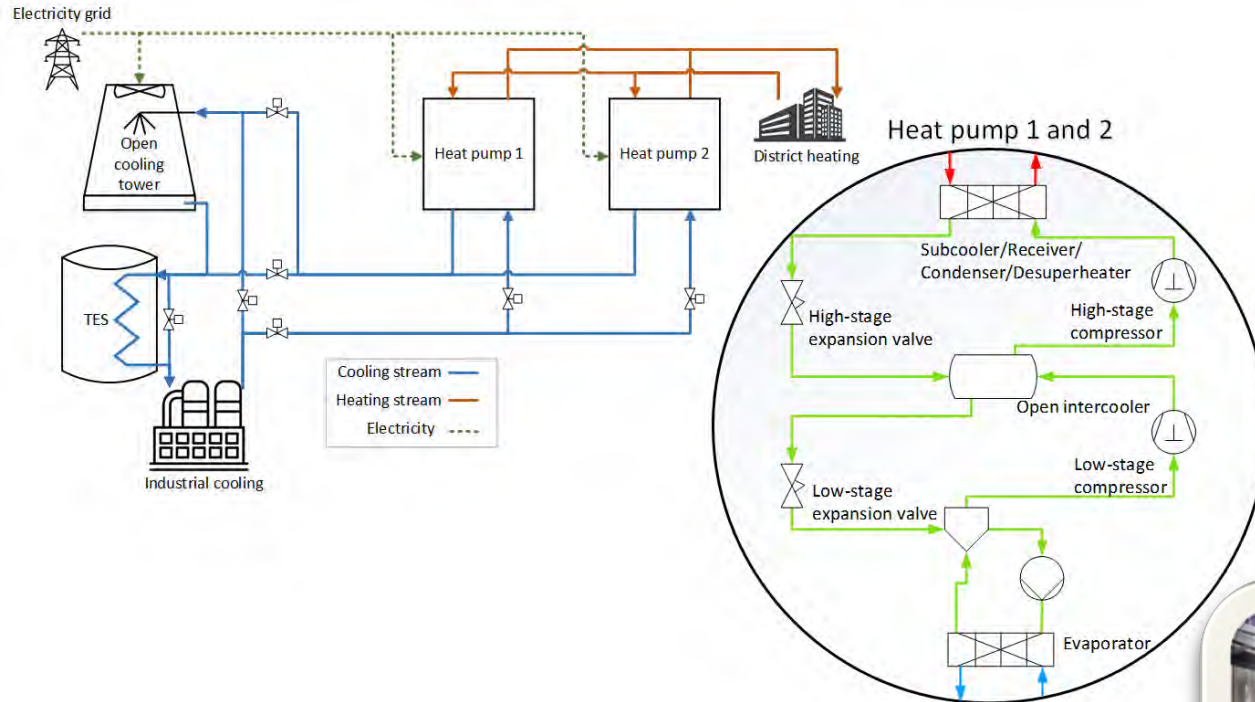 Electricity grid
Open
cooling
tower
TES
Industrial cooling
Heat pump 1
Heat pump 2
District heating
Cooling stream
Heating stream
Electricity
Heat pump 1 and 2
Subcooler/Receiver/
Condenser/Desuperheater
High-stage
expansion valve
High-stage
compressor
Open intercooler
Low-stage
expansion valve
Low-stage
compressor
Evaporator